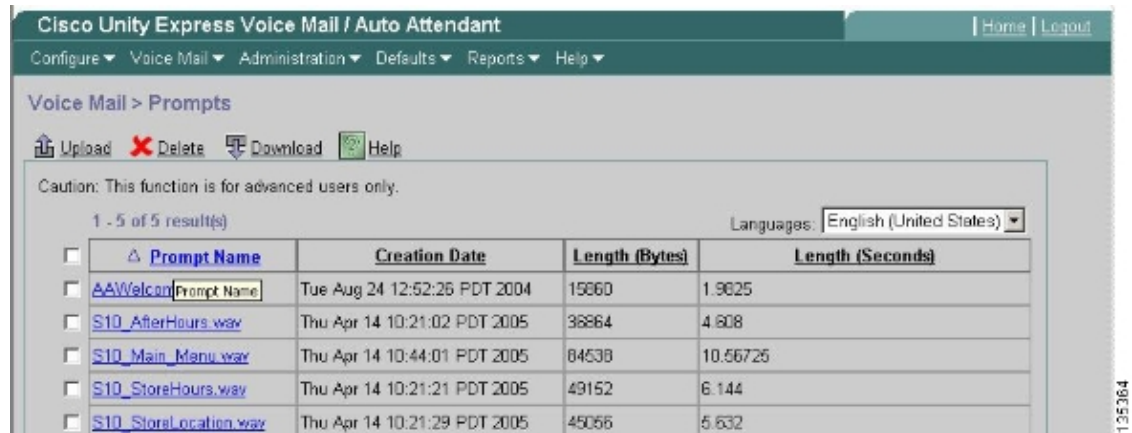 Cisco Unity Express Voice Mail / Auto Attendant
Home | Logout
Configure Voice Mail Administration Defaults Reports Help
Voice Mail > Prompts
Upload Delete Download Help
Caution: This function is for advanced users only.
1 - 5 of 5 result(s)
Languages: English (United States)
Prompt Name Creation Date Length (Bytes) Length (Seconds)
AAWelcom Prompt Name Tue Aug 24 12:52:26 PDT 2004 15860 1.9825
S10_AfterHours.wav Thu Apr 14 10:21:02 PDT 2005 36864 4.608
S10_Main_Menu.wav Thu Apr 14 10:44:01 PDT 2005 84538 10.56725
S10_StoreHours.wav Thu Apr 14 10:21:21 PDT 2005 49152 6.144
S10_StoreLocation.wav Thu Apr 14 10:21:29 PDT 2005 45056 5.632
135364